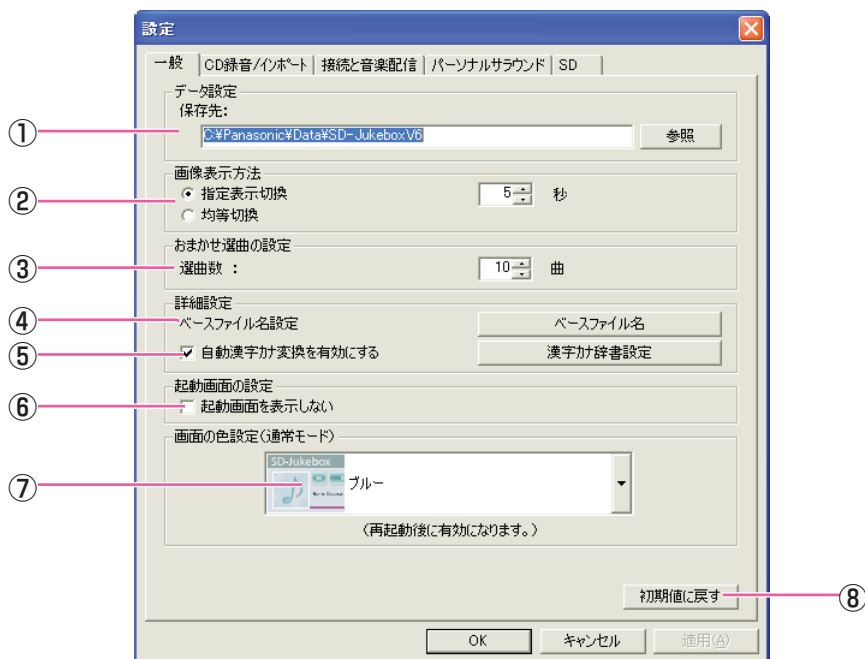 設定
一般 CD録音/インポート 接続と音楽配信 パーソナルサラウンド SD
データ設定
① 保存先:
C:¥Panasonic¥Data¥SD-JukeboxV6 参照
画像表示方法
② 指定表示切換 5 秒
均等切換
おまかせ選曲の設定
③ 選曲数 : 10 曲
詳細設定
④ ベースファイル名設定 ベースファイル名
⑤ 自動漢字カナ変換を有効にする 漢字カナ辞書設定
起動画面の設定
⑥ 起動画面を表示しない
画面の色設定(通常モード)
SD-Jukebox
⑦ ブルー
(再起動後に有効になります。)
初期値に戻す ⑧
OK キャンセル 適用(A)